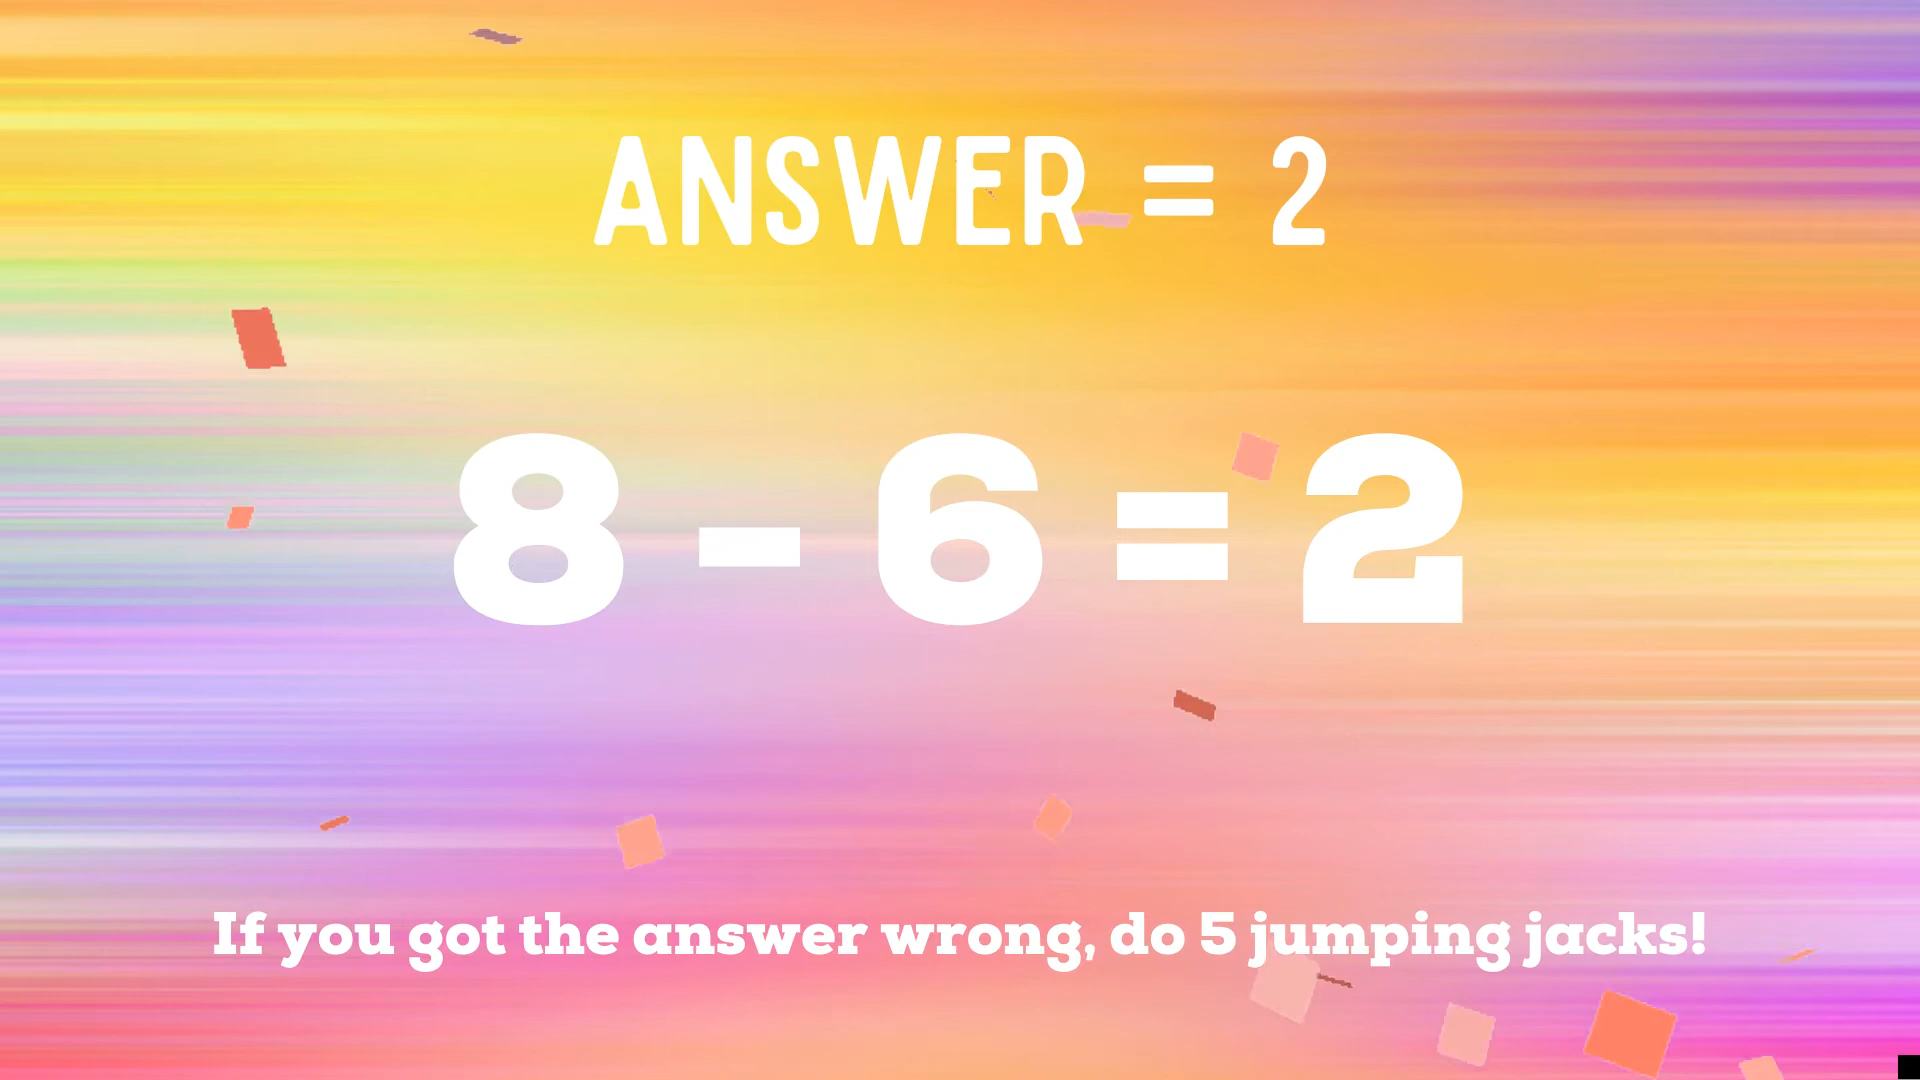 ANSWER = 2
8 - 6 = 2
If you got the answer wrong, do 5 jumping jacks!